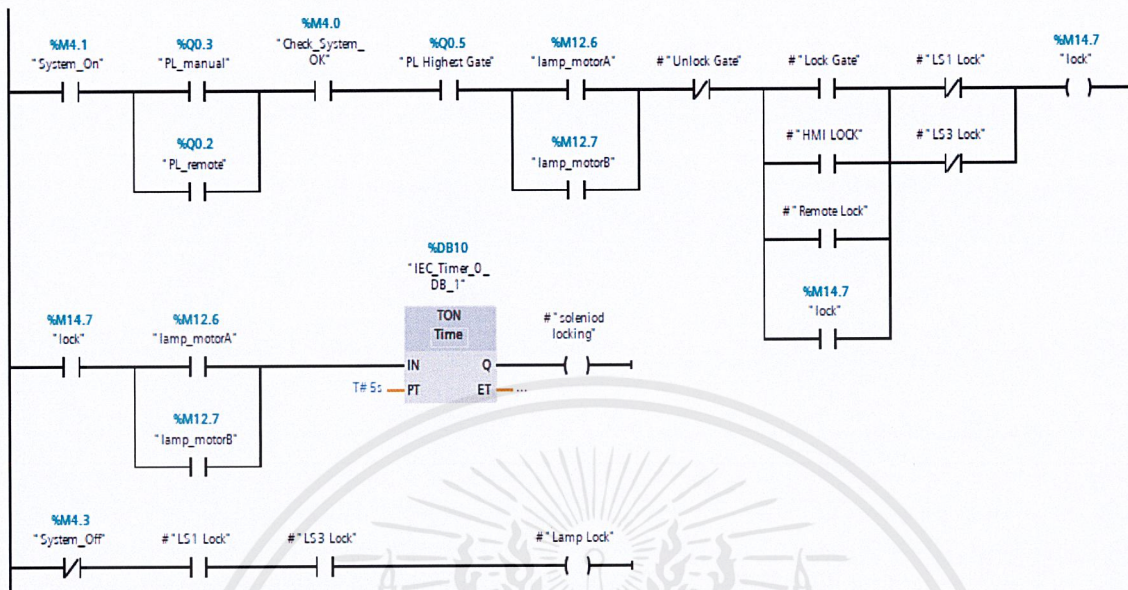 %M4.1
"System_On"
%Q0.3
"PL_manual"
%M4.0
"Check_System_
OK"
%Q0.5
"PL Highest Gate"
%M12.6
"lamp_motorA"
#"Unlock Gate"
#"Lock Gate"
#"LS1 Lock"
%M14.7
"lock"
%Q0.2
"PL_remote"
%M12.7
"lamp_motorB"
#"HMI LOCK"
#"LS3 Lock"
#"Remote Lock"
%M14.7
"lock"
%DB10
"IEC_Timer_0_
DB_1"
TON
Time
%M14.7
"lock"
%M12.6
"lamp_motorA"
#"soleniod
locking"
IN
Q
T# 5s
PT
ET
...
%M12.7
"lamp_motorB"
%M4.3
"System_Off"
#"LS1 Lock"
#"LS3 Lock"
#"Lamp Lock"